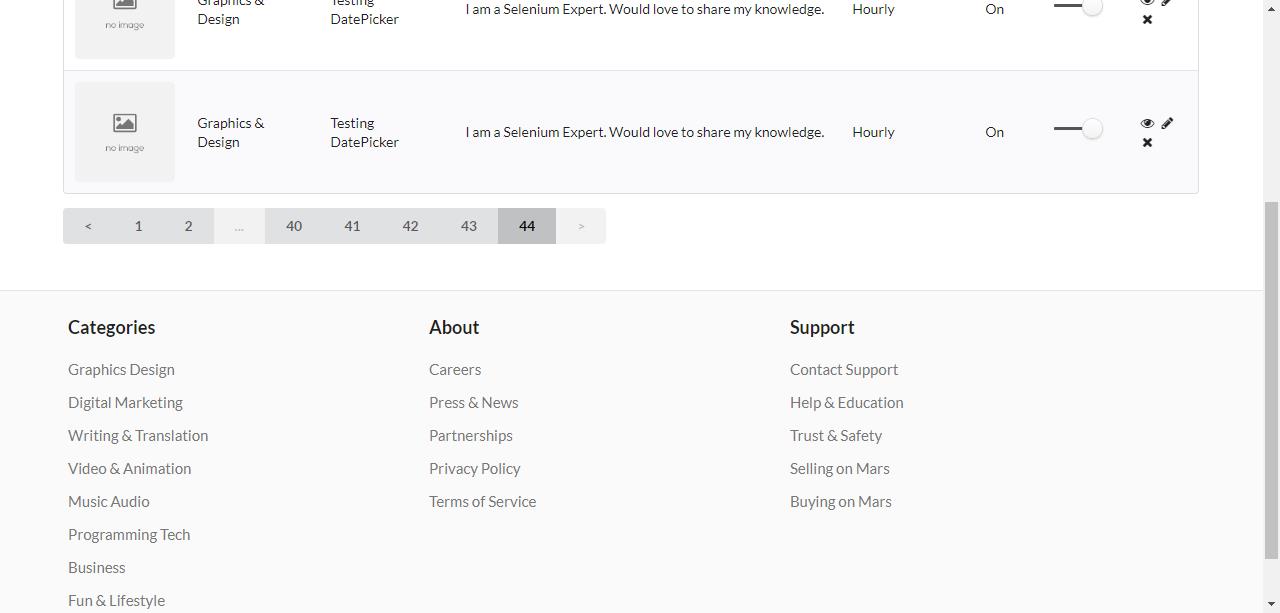 Graphics &
Design
Testing
DatePicker
I am a Selenium Expert. Would love to share my knowledge.
Hourly
On
no image
Graphics &
Design
Testing
DatePicker
I am a Selenium Expert. Would love to share my knowledge.
Hourly
On
no image
< 1 2 ... 40 41 42 43 44 >
Categories
Graphics Design
Digital Marketing
Writing & Translation
Video & Animation
Music Audio
Programming Tech
Business
Fun & Lifestyle
About
Careers
Press & News
Partnerships
Privacy Policy
Terms of Service
Support
Contact Support
Help & Education
Trust & Safety
Selling on Mars
Buying on Mars